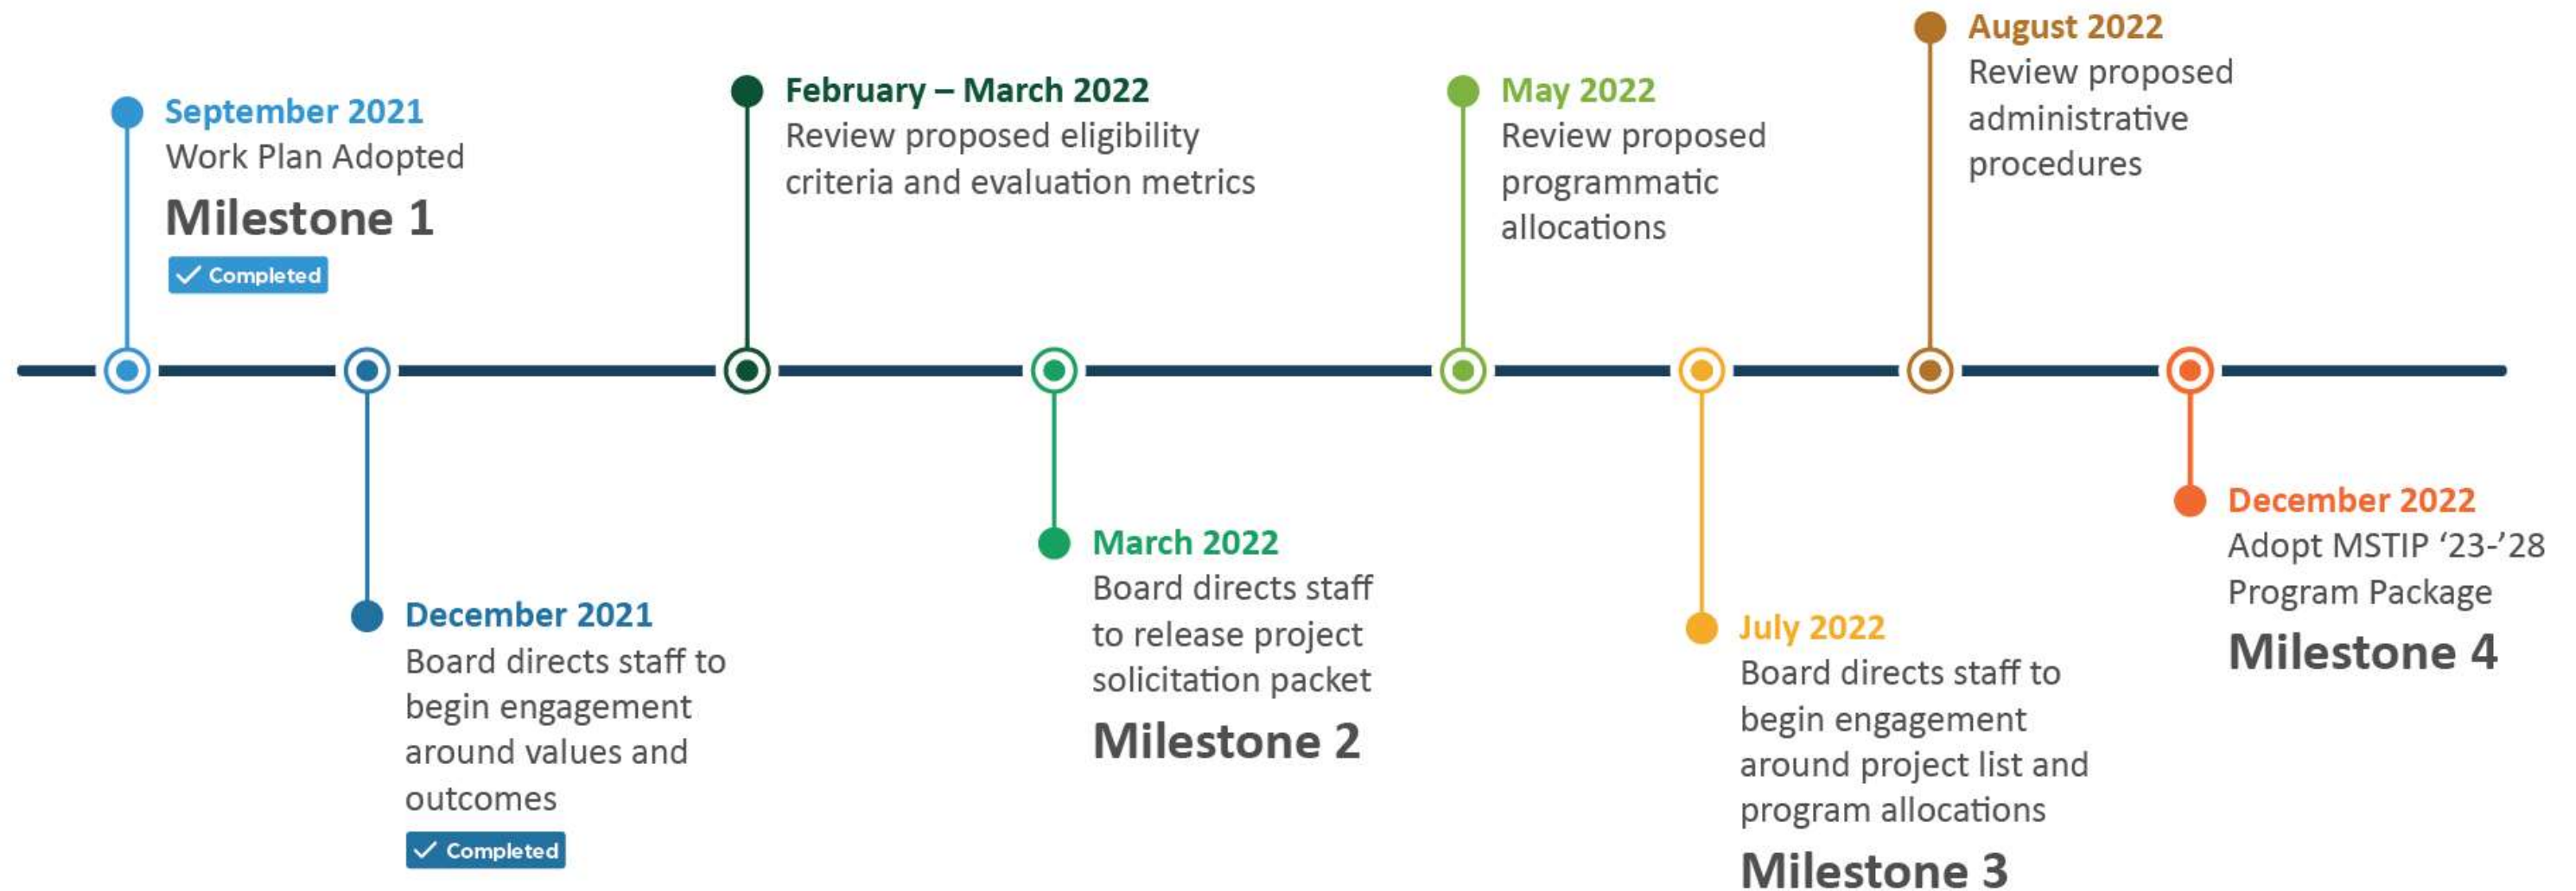 September 2021
Work Plan Adopted
Milestone 1
✓ Completed
December 2021
Board directs staff to
begin engagement
around values and
outcomes
✓ Completed
February – March 2022
Review proposed eligibility
criteria and evaluation metrics
March 2022
Board directs staff
to release project
solicitation packet
Milestone 2
May 2022
Review proposed
programmatic
allocations
July 2022
Board directs staff to
begin engagement
around project list and
program allocations
Milestone 3
August 2022
Review proposed
administrative
procedures
December 2022
Adopt MSTIP ‘23-’28
Program Package
Milestone 4